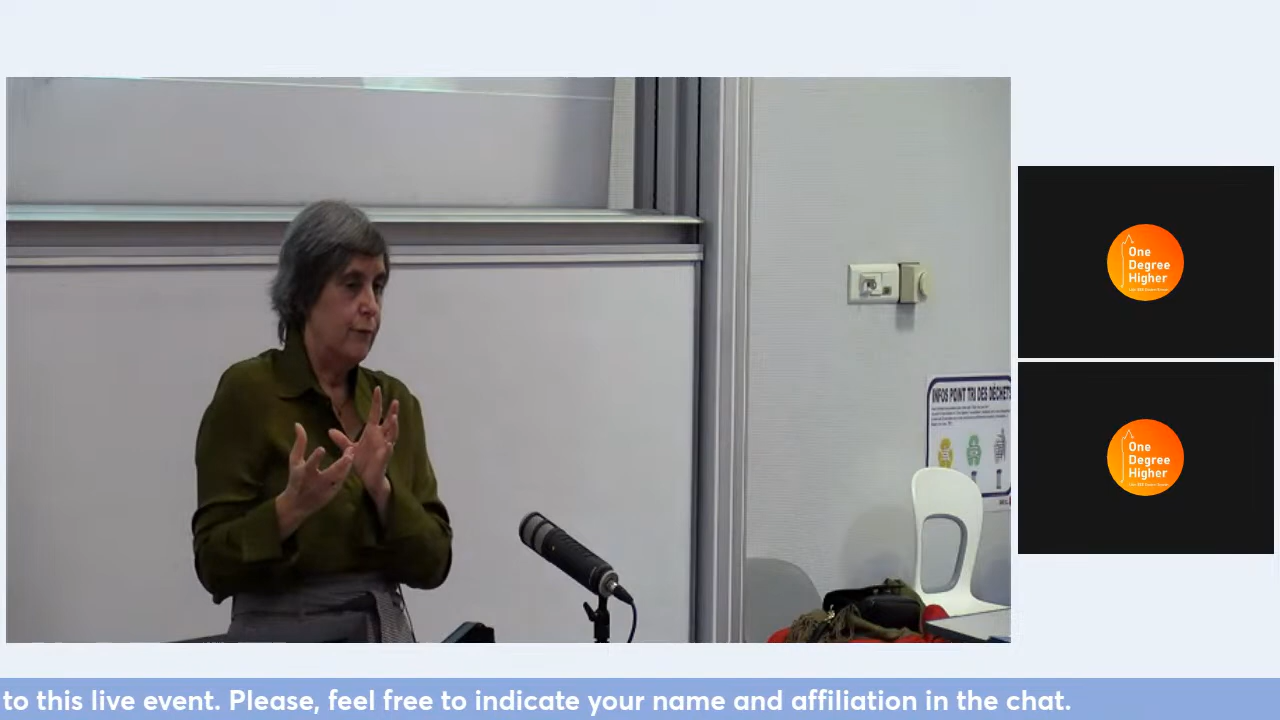 INFOS POINT TRI DES DÉCHETS
One
Degree
Higher
One
Degree
Higher
to this live event. Please, feel free to indicate your name and affiliation in the chat.